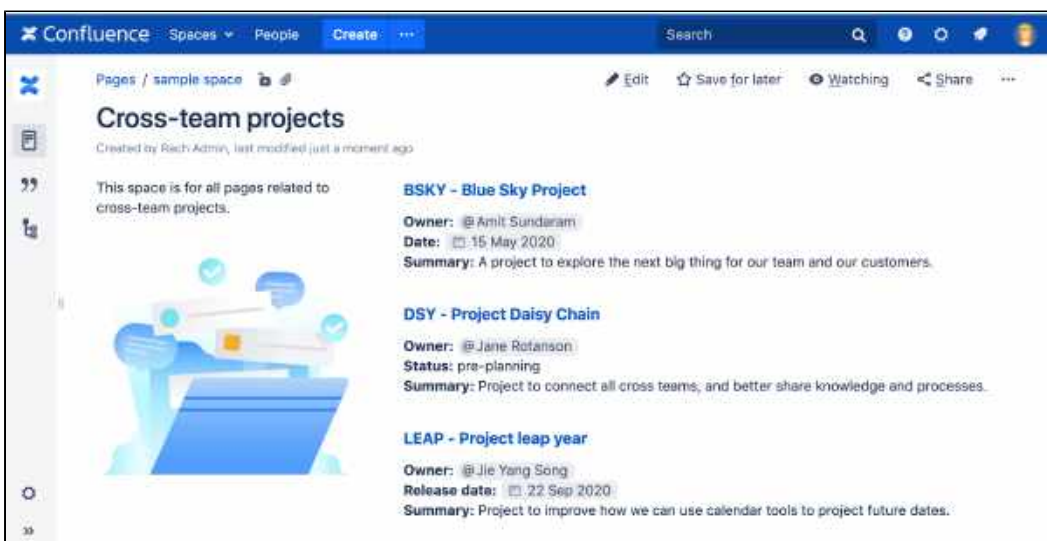 Confluence Spaces People Create ... Search
Pages / sample space
Edit Save for later Watching Share ...
Cross-team projects
Created by Rach Admin, last modified just a moment ago
This space is for all pages related to
cross-team projects.
BSKY - Blue Sky Project
Owner: @Amit Sundaram
Date: 15 May 2020
Summary: A project to explore the next big thing for our team and our customers.
DSY - Project Daisy Chain
Owner: @Jane Rotanson
Status: pre-planning
Summary: Project to connect all cross teams, and better share knowledge and processes.
LEAP - Project leap year
Owner: @Jie Yang Song
Release date: 22 Sep 2020
Summary: Project to improve how we can use calendar tools to project future dates.